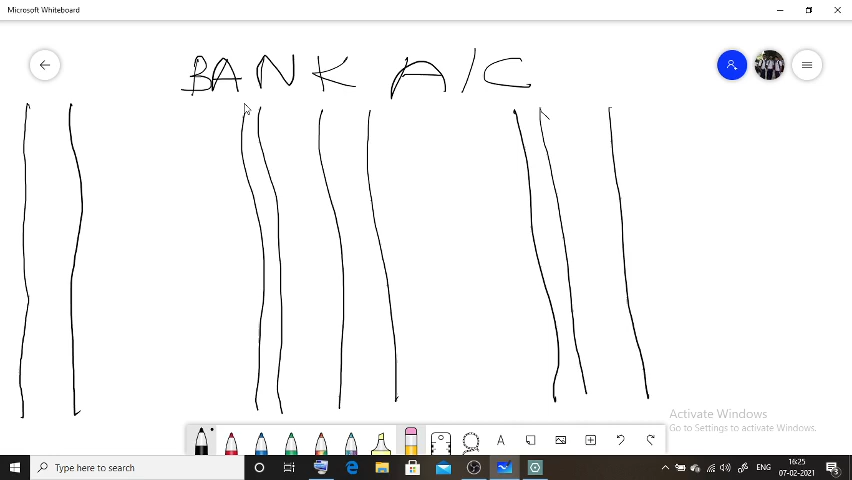 Microsoft Whiteboard
BANK A/C
Activate Windows
Go to Settings to activate Windows.
A
Type here to search
ENG
16:25
07-02-2021
3